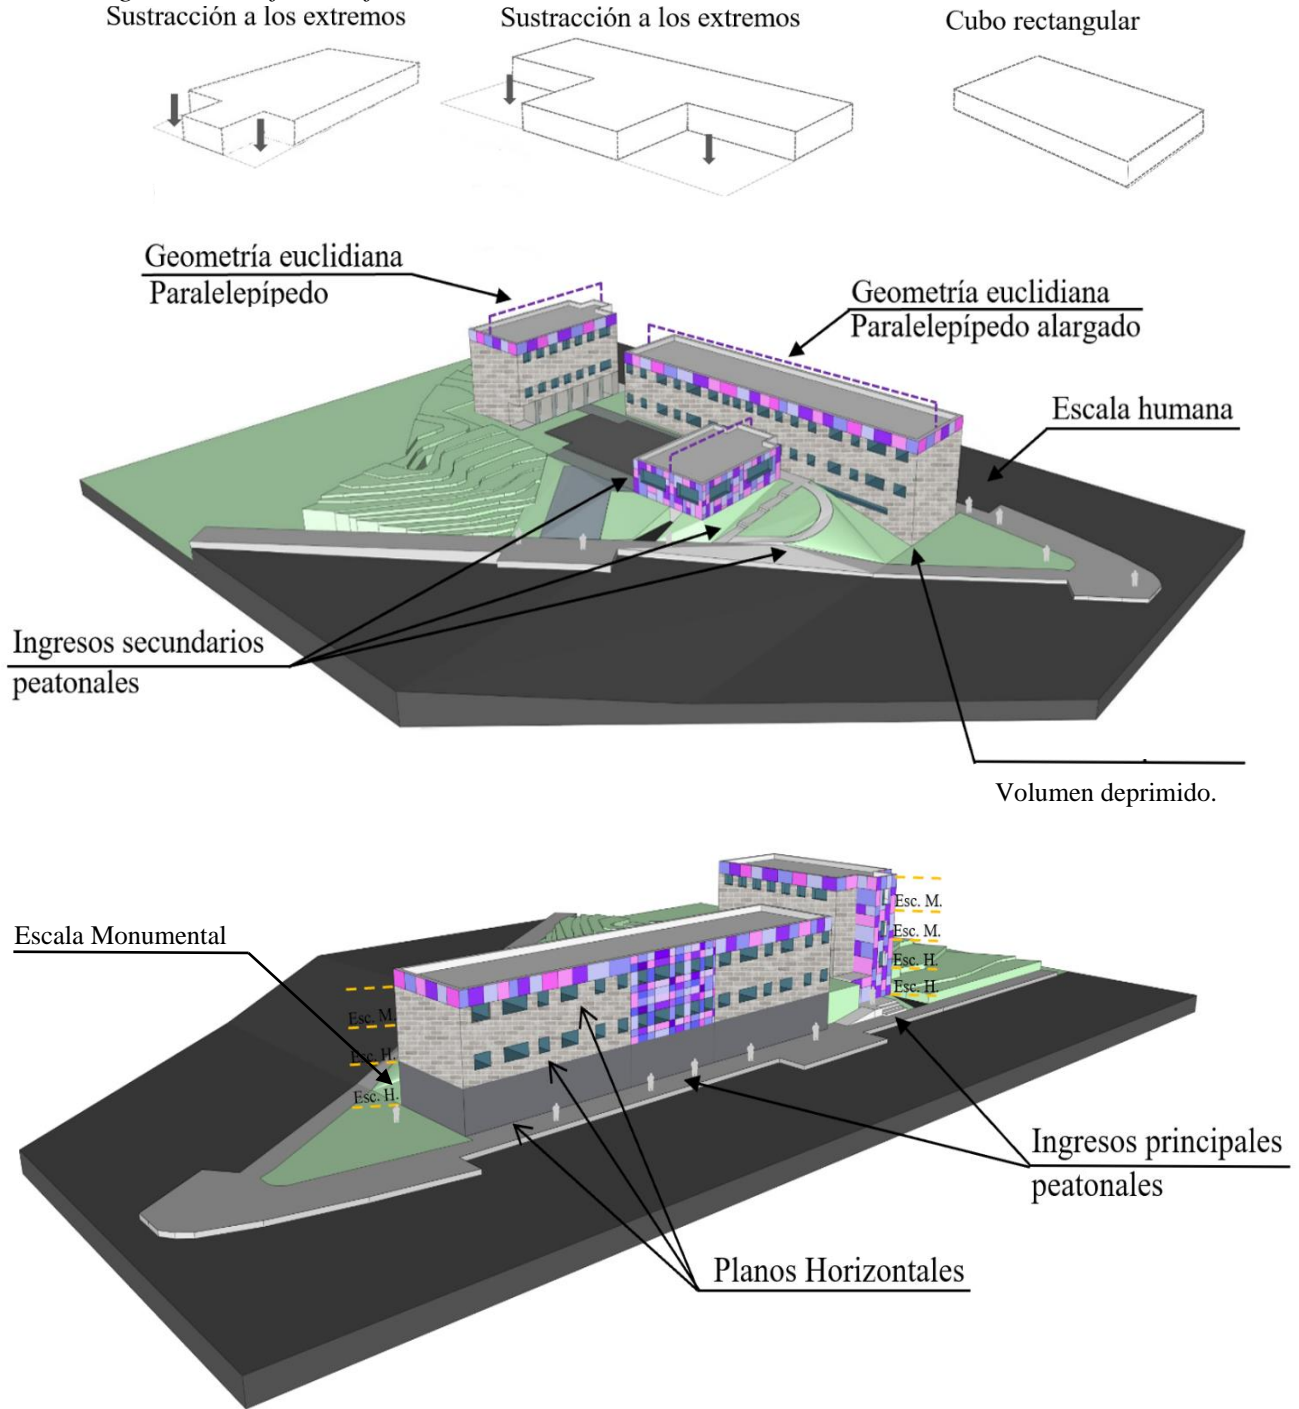 Sustracción a los extremos
Sustracción a los extremos
Cubo rectangular
Geometría euclidiana
Paralelepípedo
Geometría euclidiana
Paralelepípedo alargado
Escala humana
Ingresos secundarios
peatonales
Volumen deprimido.
Esc. M.
Esc. M.
Esc. H.
Esc. H.
Escala Monumental
Esc. M.
Esc. H.
Esc. H.
Ingresos principales
peatonales
Planos Horizontales